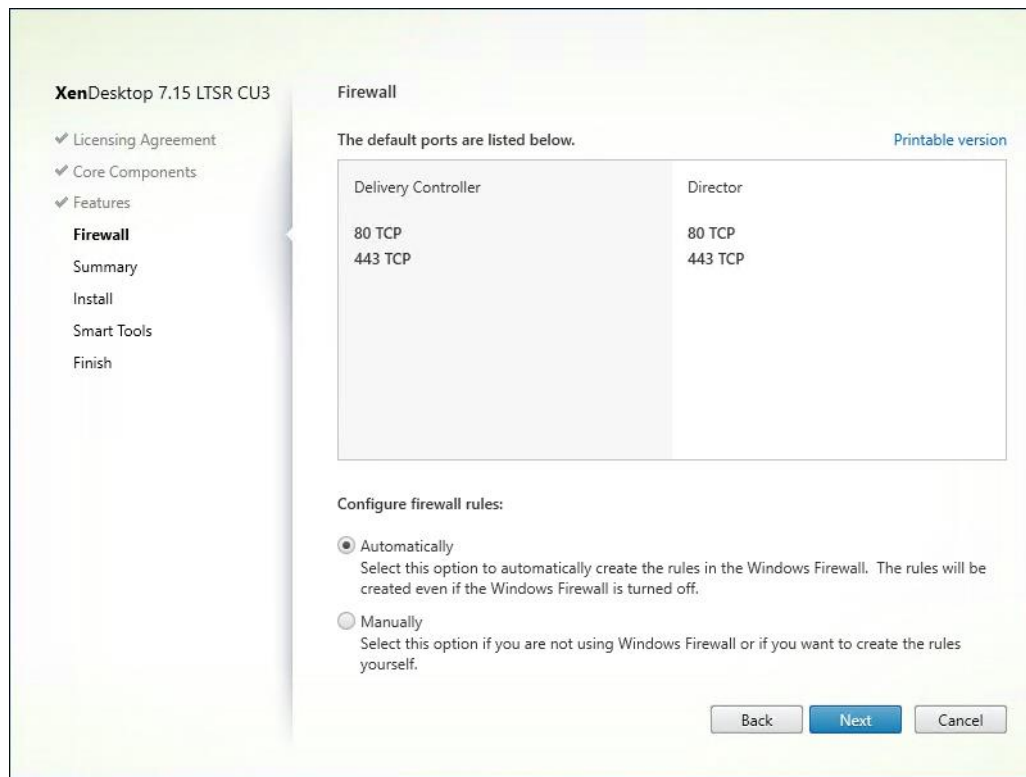 XenDesktop 7.15 LTSR CU3
Licensing Agreement
Core Components
Features
Firewall
Summary
Install
Smart Tools
Finish
Firewall
The default ports are listed below.
Printable version
Delivery Controller
80 TCP
443 TCP
Director
80 TCP
443 TCP
Configure firewall rules:
Automatically
Select this option to automatically create the rules in the Windows Firewall. The rules will be
created even if the Windows Firewall is turned off.
Manually
Select this option if you are not using Windows Firewall or if you want to create the rules
yourself.
Back
Next
Cancel